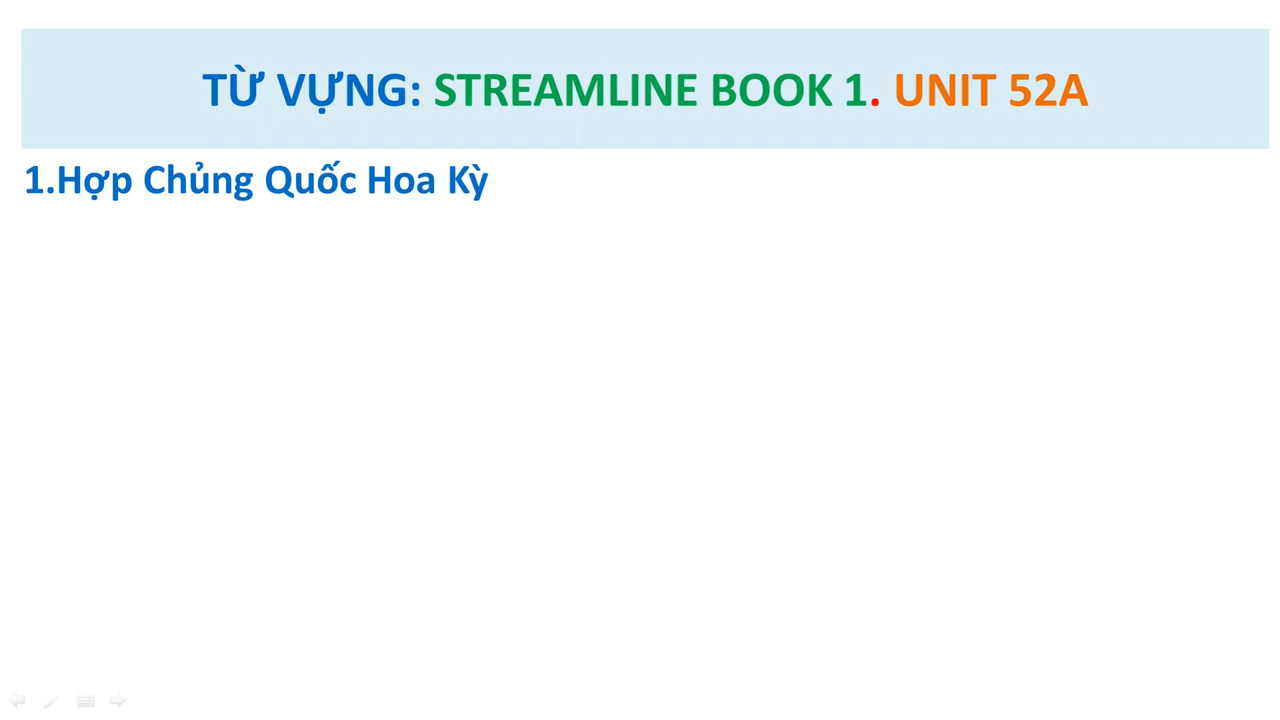 TỪ VỰNG: STREAMLINE BOOK 1. UNIT 52A
1.Hợp Chủng Quốc Hoa Kỳ